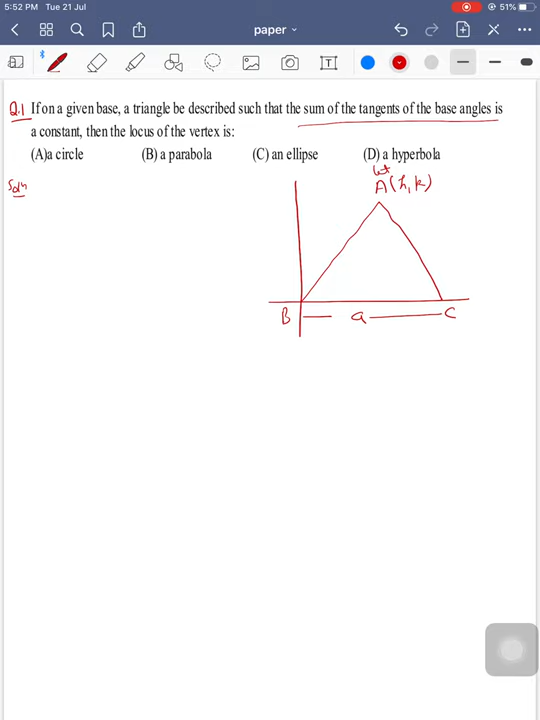 5:52 PM Tue 21 Jul 51%
paper
T
Q.1 If on a given base, a triangle be described such that the sum of the tangents of the base angles is
a constant, then the locus of the vertex is:
(A)a circle (B) a parabola (C) an ellipse (D) a hyperbola
let
Soln A(h, k)
B a C